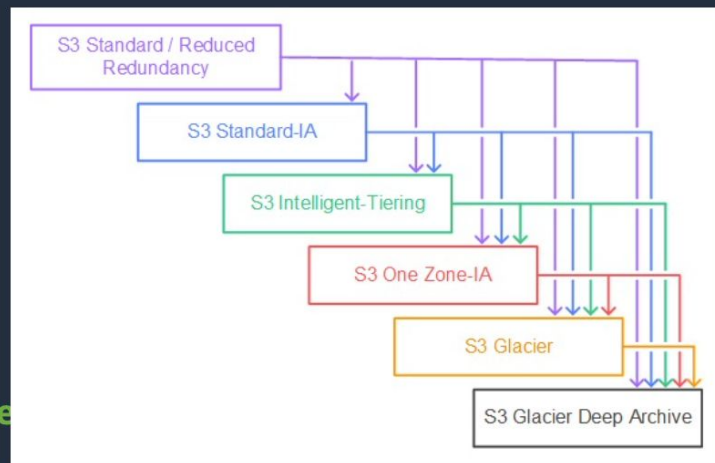 S3 Standard / Reduced
Redundancy
S3 Standard-IA
S3 Intelligent-Tiering
S3 One Zone-IA
S3 Glacier
S3 Glacier Deep Archive
e